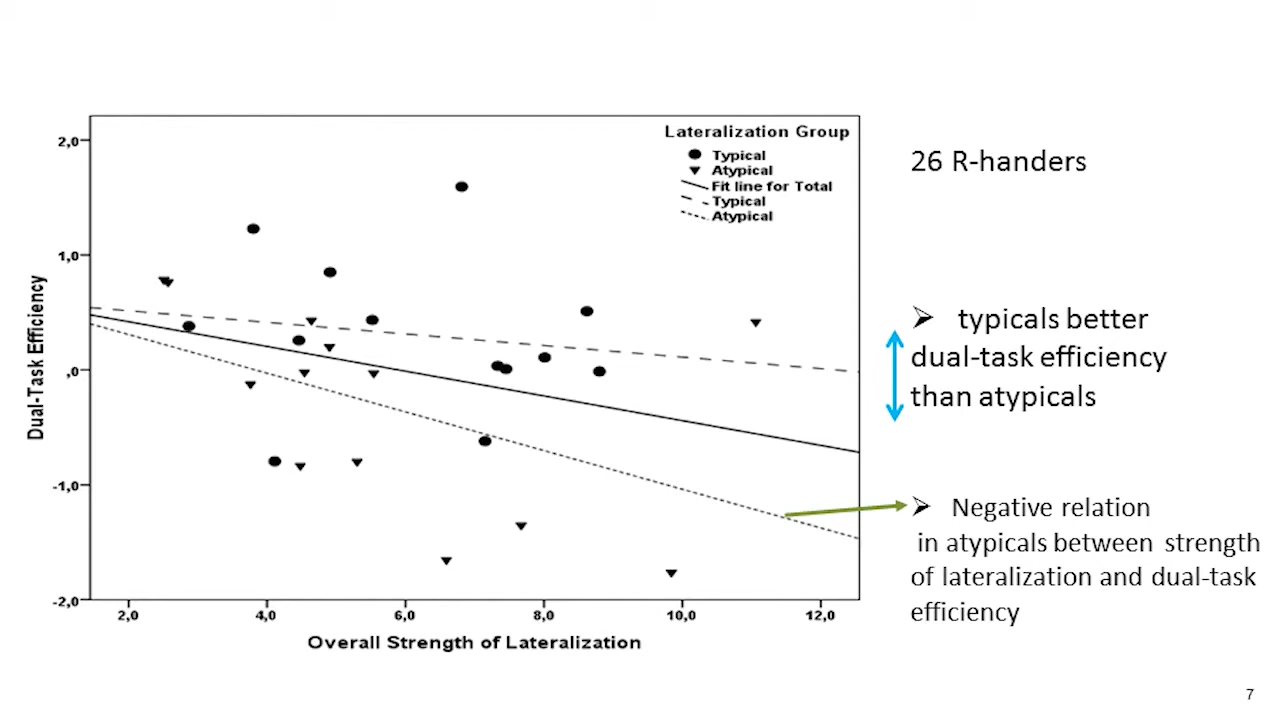 Lateralization Group
Typical
Atypical
Fit line for Total
Typical
Atypical
2,0
1,0
,0
-1,0
-2,0
Dual-Task Efficiency
2,0 4,0 6,0 8,0 10,0 12,0
Overall Strength of Lateralization
26 R-handers
➢ typicals better
dual-task efficiency
than atypicals
➢ Negative relation
in atypicals between strength
of lateralization and dual-task
efficiency
7